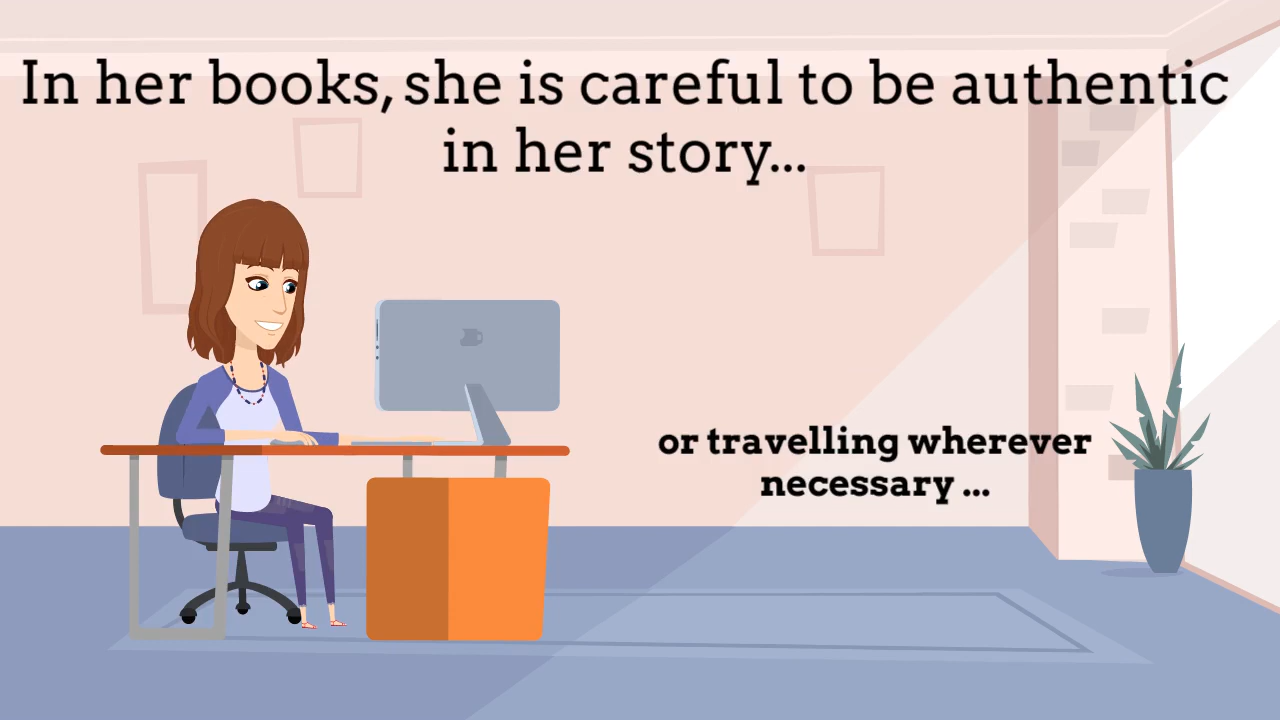 In her books, she is careful to be authentic
in her story...
or travelling wherever
necessary ...